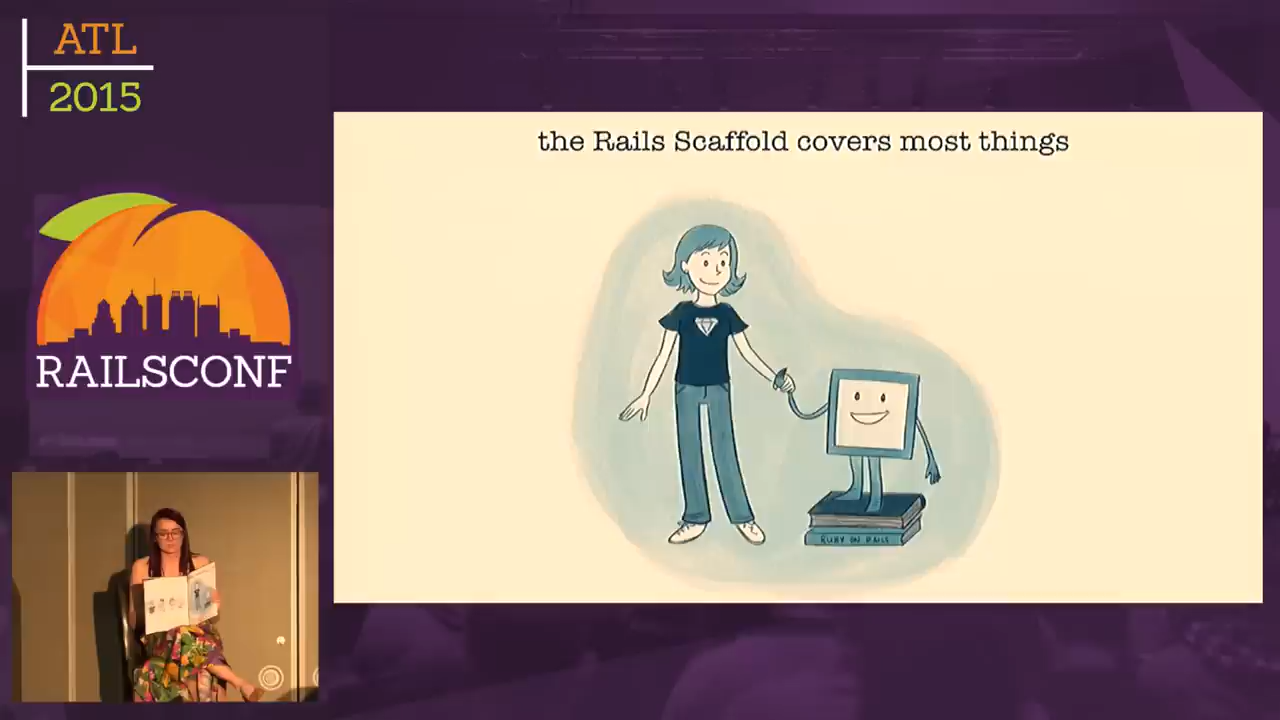 ATL
2015
RAILSCONF
the Rails Scaffold covers most things
RUBY ON RAILS